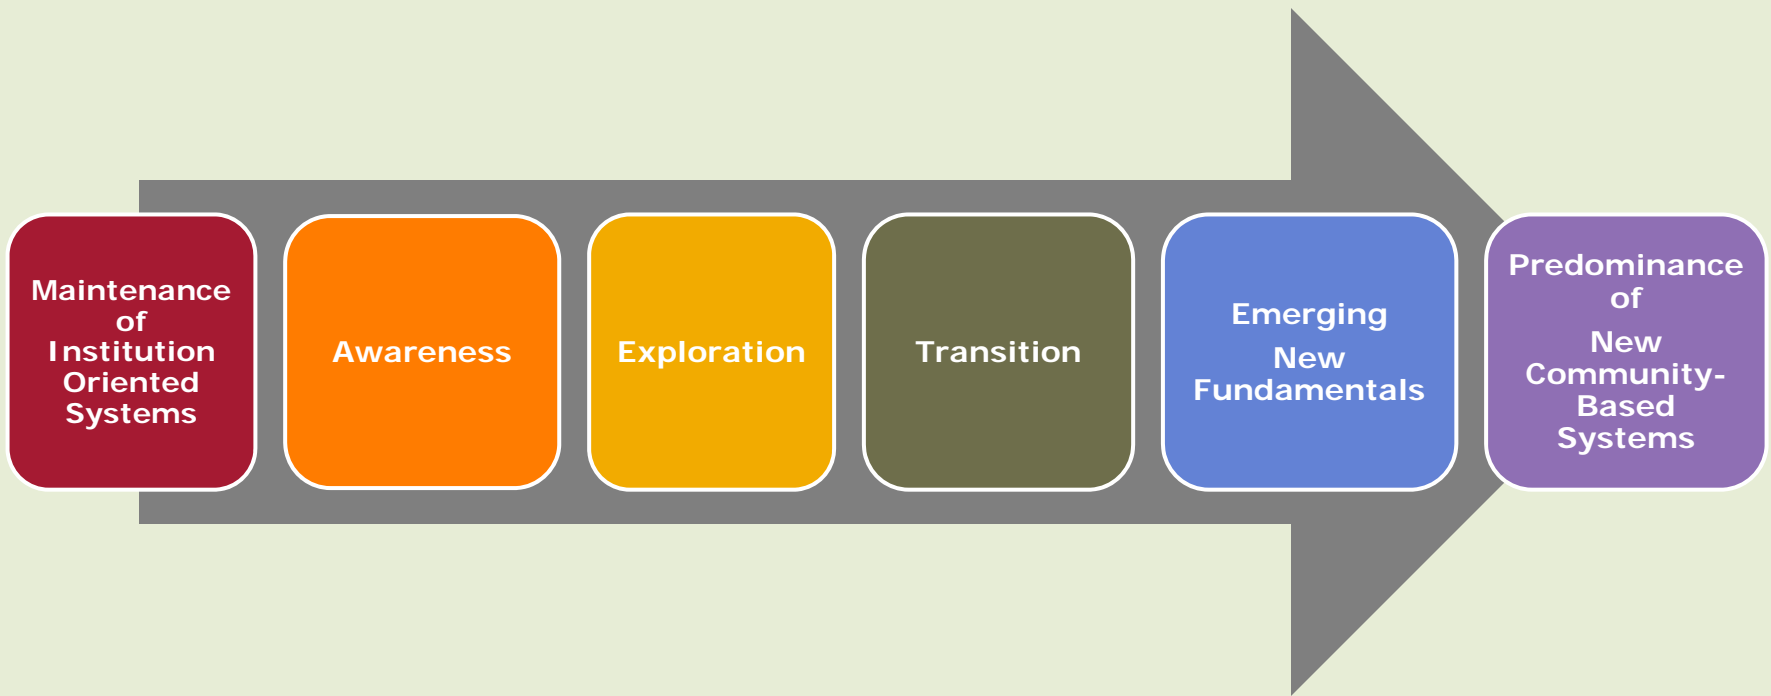 Maintenance
of
Institution
Oriented
Systems
Awareness
Exploration
Transition
Emerging
New
Fundamentals
Predominance
of
New
Community-
Based
Systems